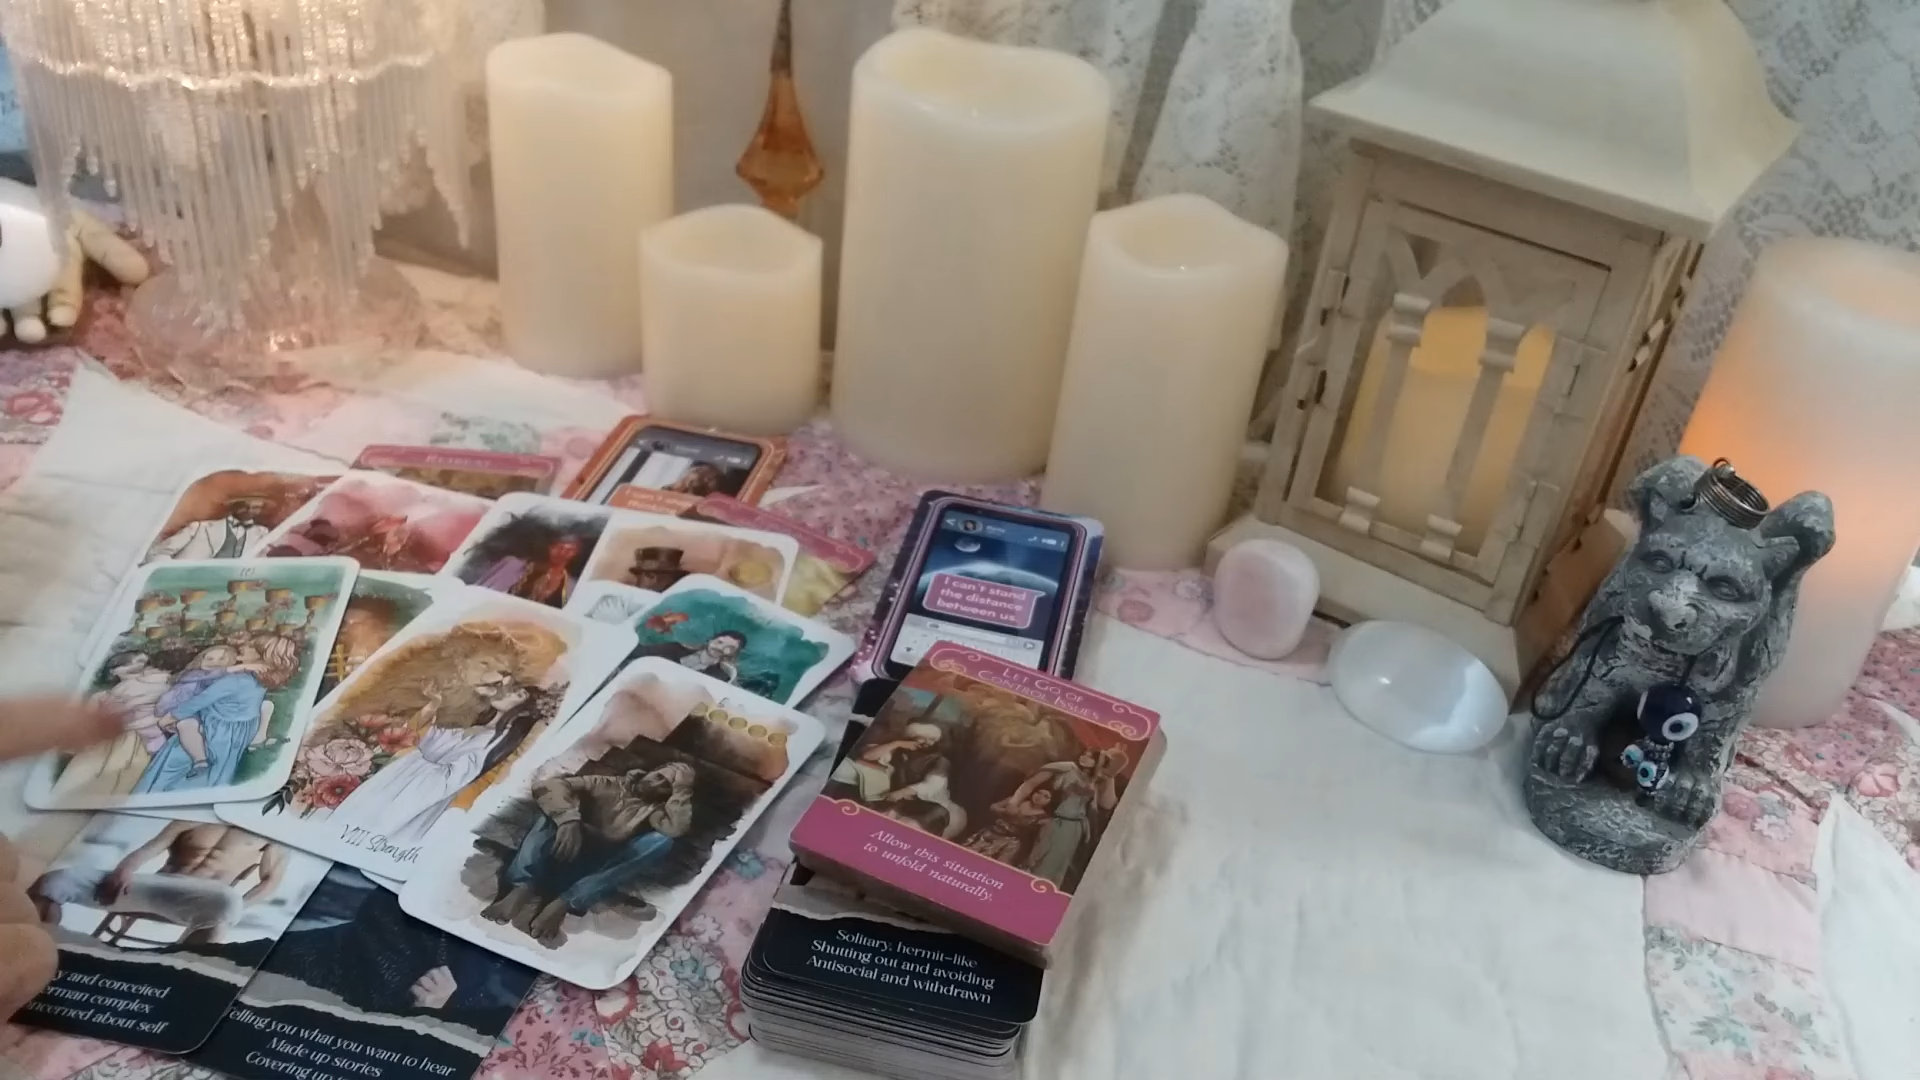 I can't stand
the distance
between us.
LET GO OF
CONTROL ISSUES
Allow this situation
to unfold naturally.
VIII Strength
Solitary, hermit-like
Shutting out and avoiding
Antisocial and withdrawn
and conceited
complex
about self
Telling you what you want to hear
Made up stories
Covering